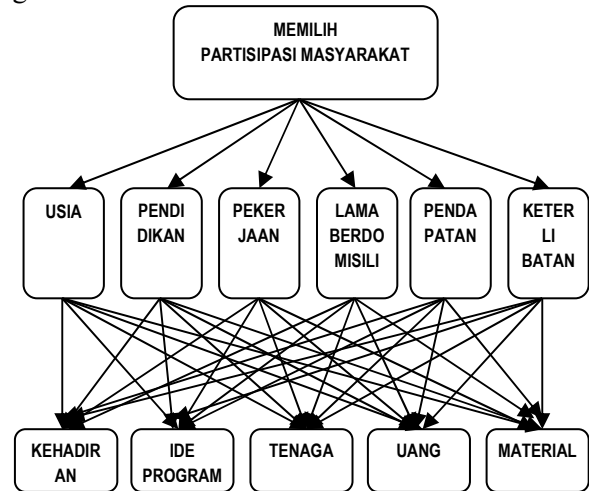 MEMILIH
PARTISIPASI MASYARAKAT
USIA
PENDI
DIKAN
PEKER
JAAN
LAMA
BERDO
MISILI
PENDA
PATAN
KETER
LI
BATAN
KEHADIR
AN
IDE
PROGRAM
TENAGA
UANG
MATERIAL